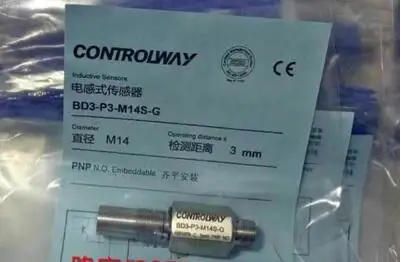 CONTROLWAY
Inductive Sensors
电感式传感器
BD3-P3-M14S-G
CE
Diameter
直径 M14
Operating distance s
检测距离 3 mm
PNP N.O. Embeddable 齐平安装
CONTROLWAY
BD3-P3-M14S-G